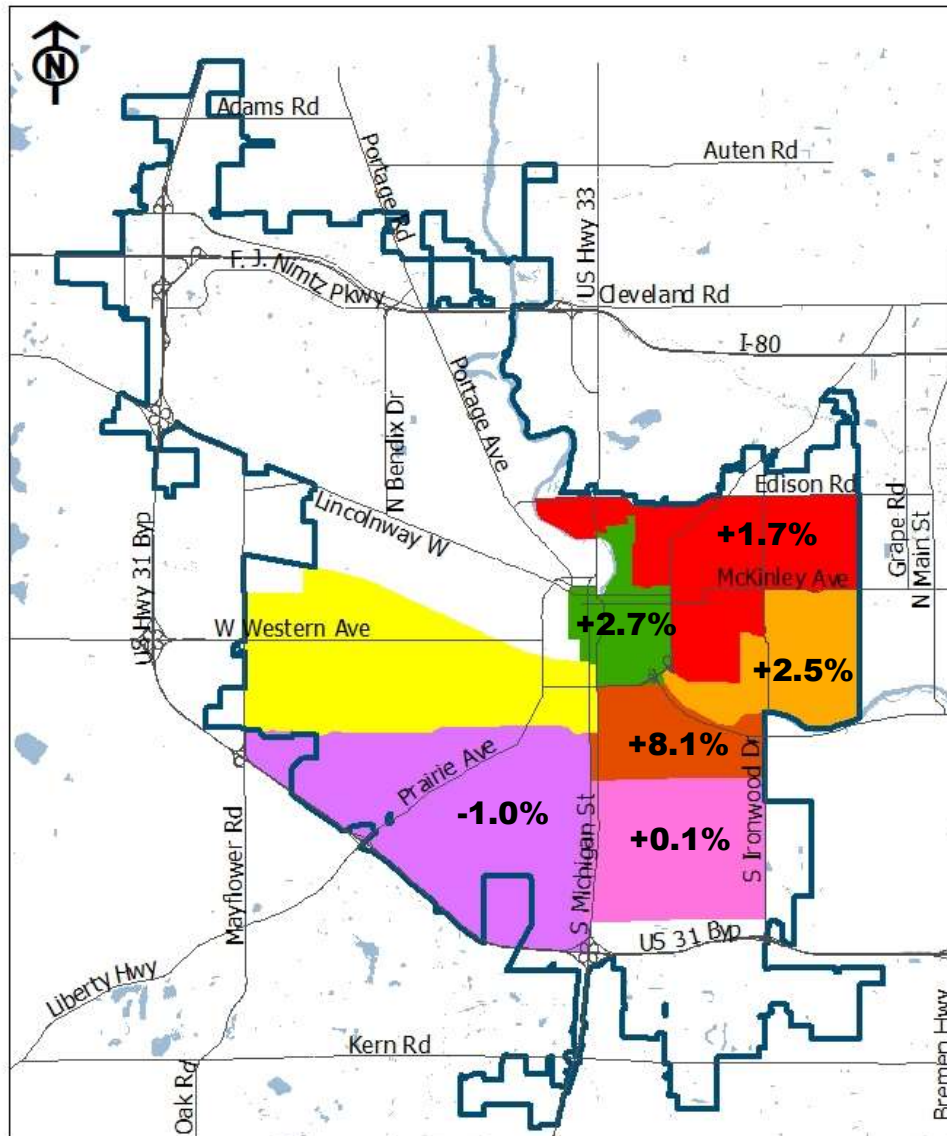 N
Adams Rd
Auten Rd
Portage Rd
US Hwy 33
F. J. Nimtz Pkwy
Cleveland Rd
I-80
N Bendix Dr
Portage Ave
Lincolnway W
Edison Rd
Grape Rd
N Main St
+1.7%
McKinley Ave
US Hwy 31 Byp
W Western Ave
+2.7%
+2.5%
+8.1%
Prairie Ave
-1.0%
S Michigan St
+0.1%
S Ironwood Dr
Mayflower Rd
US 31 Byp
Liberty Hwy
Kern Rd
Oak Rd
Bremen Hwy